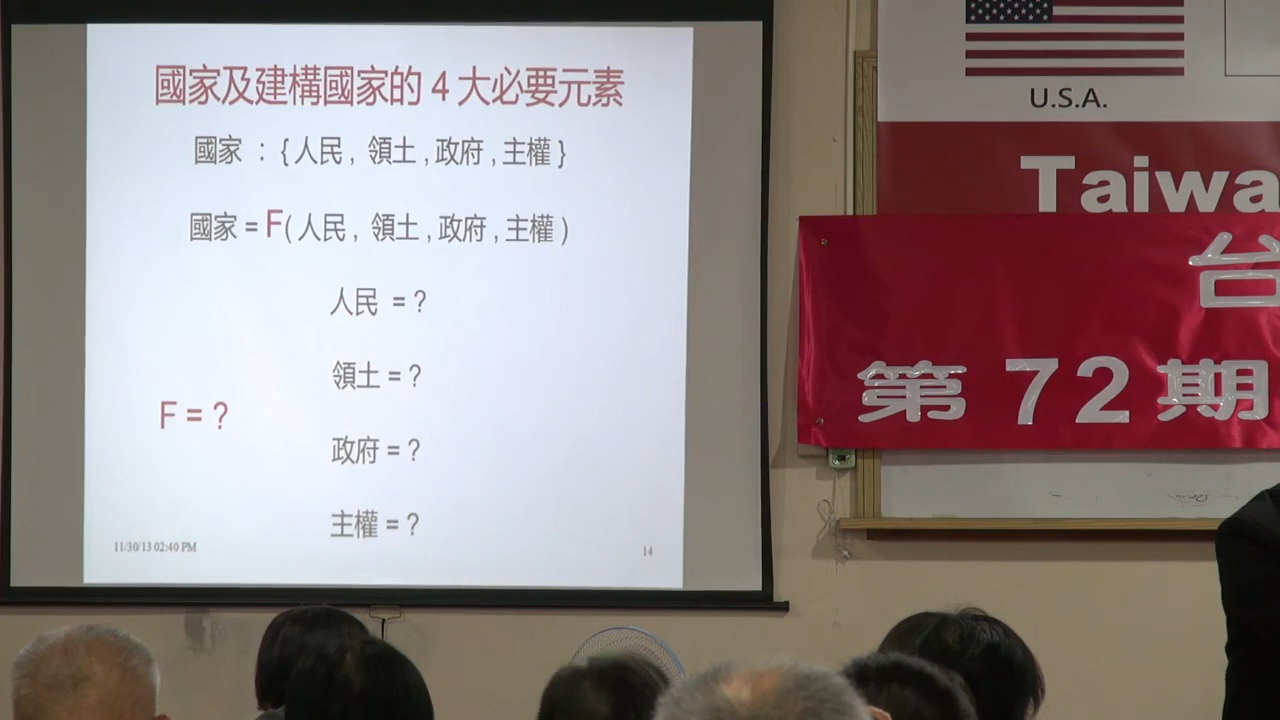 國家及建構國家的 4 大必要元素
國家 : { 人民 , 領土 , 政府 , 主權 }
國家 = F ( 人民 , 領土 , 政府 , 主權 )
人民 = ?
領土 = ?
F = ?
政府 = ?
主權 = ?
11/30/13 02:40 PM
14
U.S.A.
Taiwa
台
第 72 期